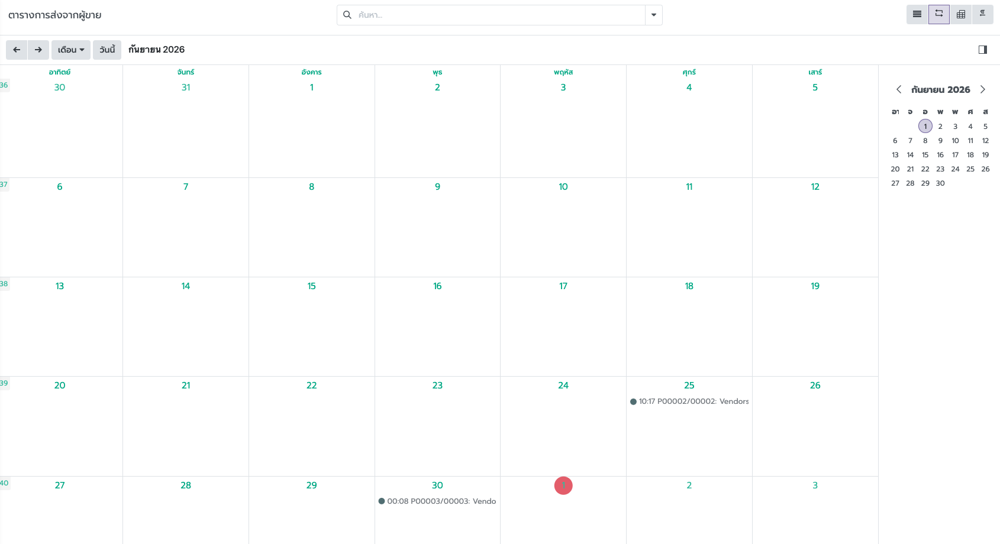 ตารางการส่งจากผู้ขาย
ค้นหา...
เดือน
วันนี้
กันยายน 2026
อาทิตย์ จันทร์ อังคาร พุธ พฤหัส ศุกร์ เสาร์
36 30 31 1 2 3 4 5
37 6 7 8 9 10 11 12
38 13 14 15 16 17 18 19
39 20 21 22 23 24 25 26
10:17 P00002/00002: Vendors
40 27 28 29 30 1 2 3
00:08 P00003/00003: Vendo
กันยายน 2026
อา จ อ พ พ ศ ส
1 2 3 4 5
6 7 8 9 10 11 12
13 14 15 16 17 18 19
20 21 22 23 24 25 26
27 28 29 30